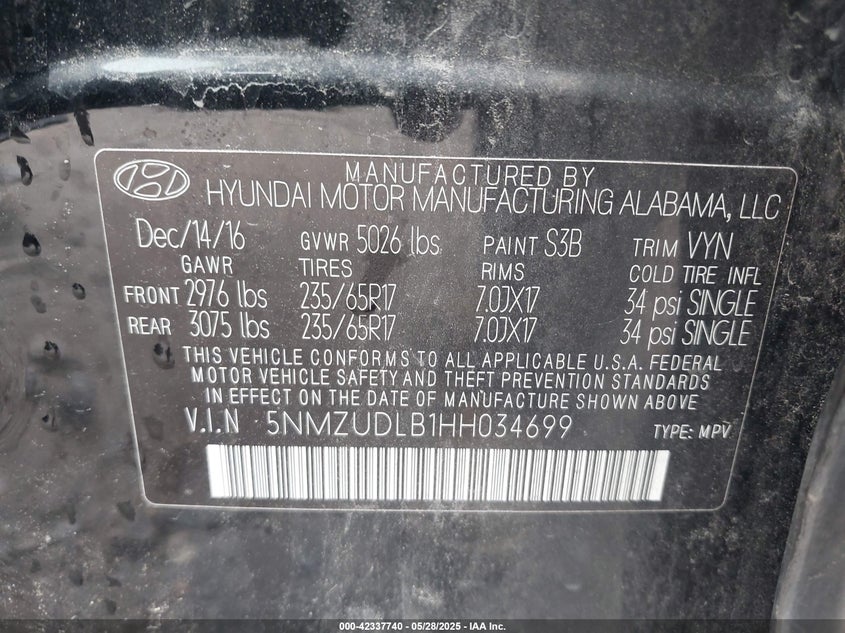 MANUFACTURED BY
HYUNDAI MOTOR MANUFACTURING ALABAMA, LLC
Dec/14/16 GVWR 5026 lbs PAINT S3B TRIM VYN
GAWR TIRES RIMS COLD TIRE INFL
FRONT 2976 lbs 235/65R17 7.0JX17 34 psi SINGLE
REAR 3075 lbs 235/65R17 7.0JX17 34 psi SINGLE
THIS VEHICLE CONFORMS TO ALL APPLICABLE U.S.A. FEDERAL
MOTOR VEHICLE SAFETY AND THEFT PREVENTION STANDARDS
IN EFFECT ON THE DATE OF MANUFACTURE SHOWN ABOVE
V.I.N 5NMZUDLB1HH034699 TYPE: MPV
000-42337740 - 05/28/2025 - IAA Inc.